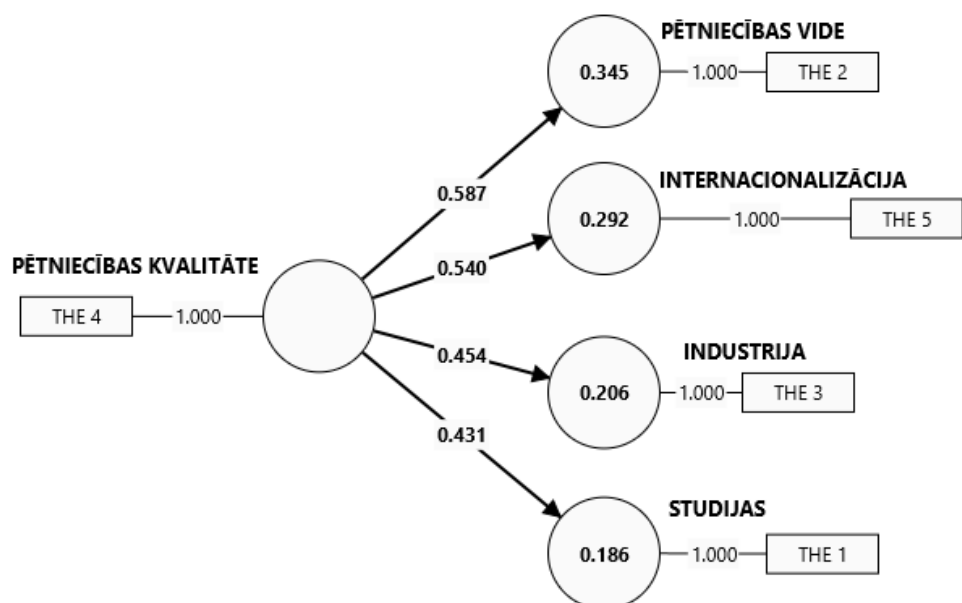 PĒTNIECĪBAS VIDE
0.345
1.000
THE 2
0.587
INTERNACIONALIZĀCIJA
0.292
1.000
THE 5
0.540
PĒTNIECĪBAS KVALITĀTE
THE 4
1.000
0.454
INDUSTRIJA
0.206
1.000
THE 3
0.431
STUDIJAS
0.186
1.000
THE 1